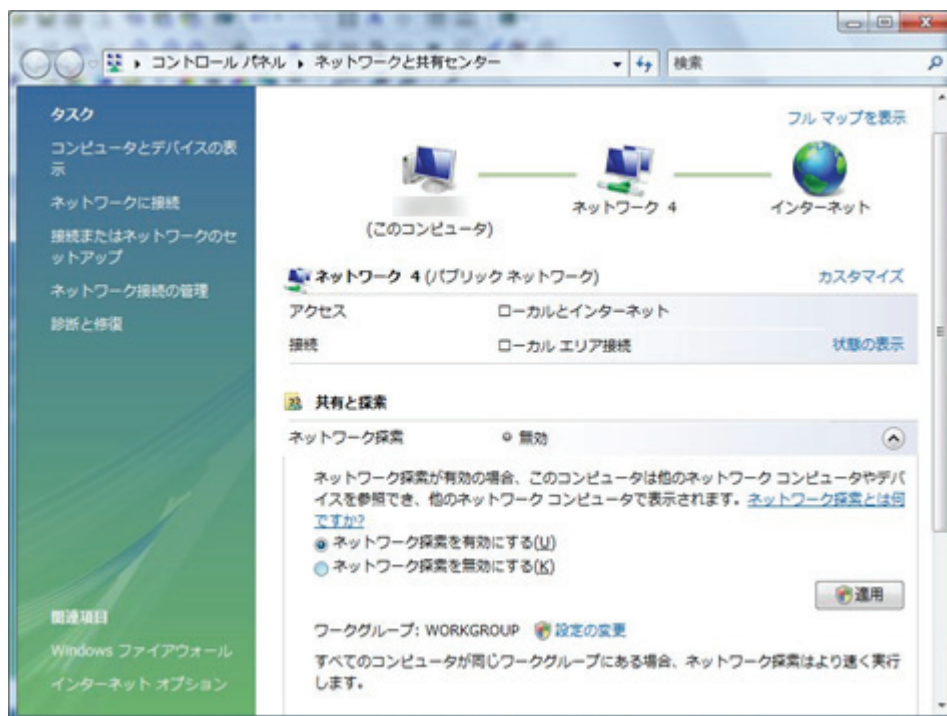 コントロール パネル ▸ ネットワークと共有センター
検索
タスク
コンピュータとデバイスの表
示
ネットワークに接続
接続またはネットワークのセ
ットアップ
ネットワーク接続の管理
診断と修復
関連項目
Windows ファイアウォール
インターネット オプション
フル マップを表示
(このコンピュータ)
ネットワーク 4
インターネット
ネットワーク 4 (パブリック ネットワーク)
カスタマイズ
アクセス
ローカルとインターネット
接続
ローカル エリア接続
状態の表示
共有と探索
ネットワーク探索
無効
ネットワーク探索が有効の場合、このコンピュータは他のネットワーク コンピュータやデバ
イスを参照でき、他のネットワーク コンピュータで表示されます。ネットワーク探索とは何
ですか?
ネットワーク探索を有効にする(U)
ネットワーク探索を無効にする(K)
適用
ワークグループ: WORKGROUP 設定の変更
すべてのコンピュータが同じワークグループにある場合、ネットワーク探索はより速く実行
します。